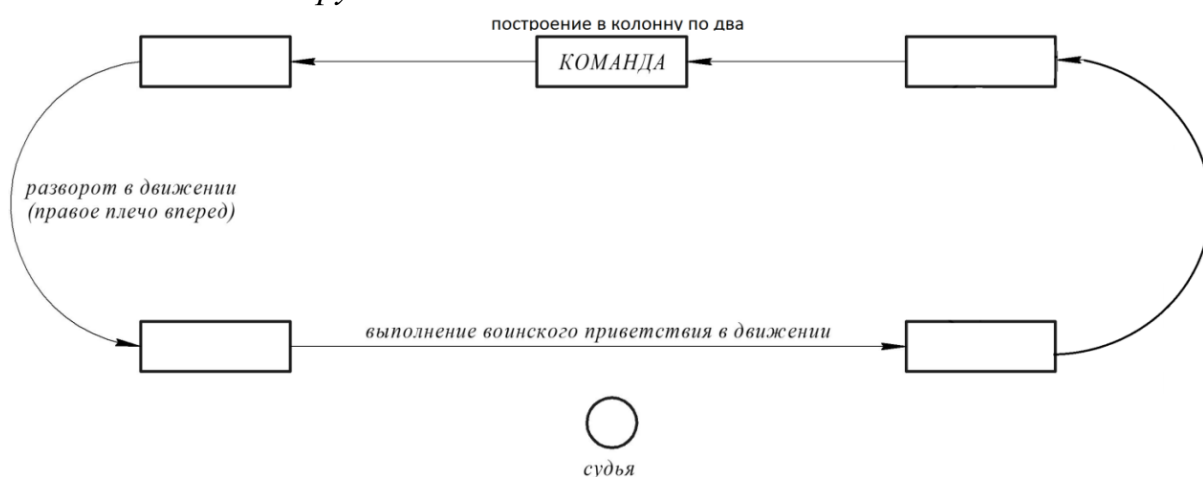 построение в колонну по два
КОМАНДА
разворот в движении
(правое плечо вперед)
выполнение воинского приветствия в движении
судья